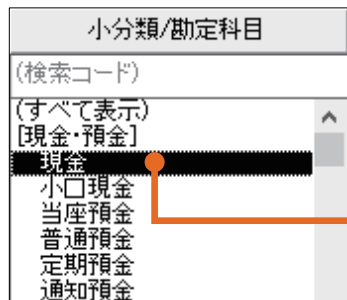 小分類/勘定科目
(検索コード)
(すべて表示)
[現金・預金]
現金
小口現金
当座預金
普通預金
定期預金
通知預金